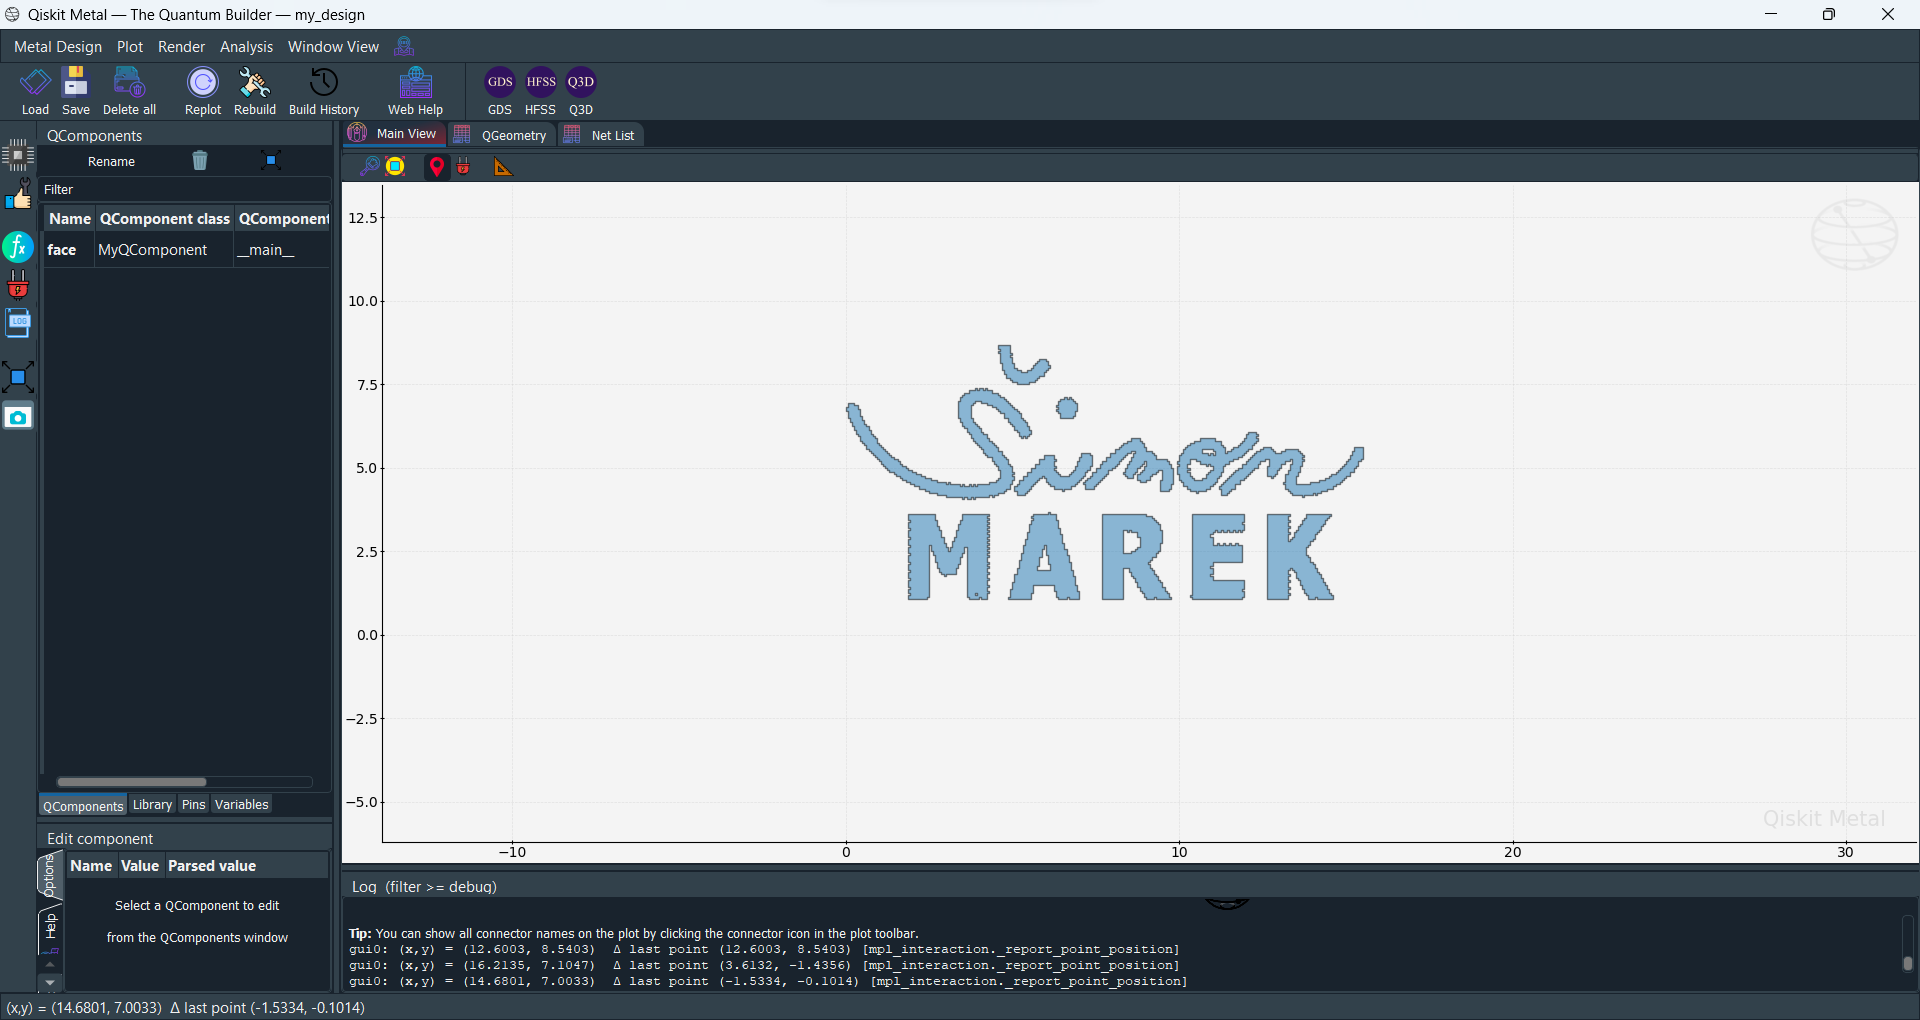 Qiskit Metal — The Quantum Builder — my_design
Metal Design Plot Render Analysis Window View
Load Save Delete all Replot Rebuild Build History Web Help GDS HFSS Q3D
GDS HFSS Q3D
QComponents
Rename
Filter
Name QComponent class QComponent
face MyQComponent __main__
LOG
QComponents Library Pins Variables
Edit component
Options
Help
Name Value Parsed value
Select a QComponent to edit
from the QComponents window
Main View QGeometry Net List
12.5
10.0
7.5
5.0
2.5
0.0
−2.5
−5.0
Šimon
MAREK
Qiskit Metal
−10 0 10 20 30
Log (filter >= debug)
Tip: You can show all connector names on the plot by clicking the connector icon in the plot toolbar.
gui0: (x,y) = (12.6003, 8.5403) Δ last point (12.6003, 8.5403) [mpl_interaction._report_point_position]
gui0: (x,y) = (16.2135, 7.1047) Δ last point (3.6132, -1.4356) [mpl_interaction._report_point_position]
gui0: (x,y) = (14.6801, 7.0033) Δ last point (-1.5334, -0.1014) [mpl_interaction._report_point_position]
(x,y) = (14.6801, 7.0033) Δ last point (-1.5334, -0.1014)